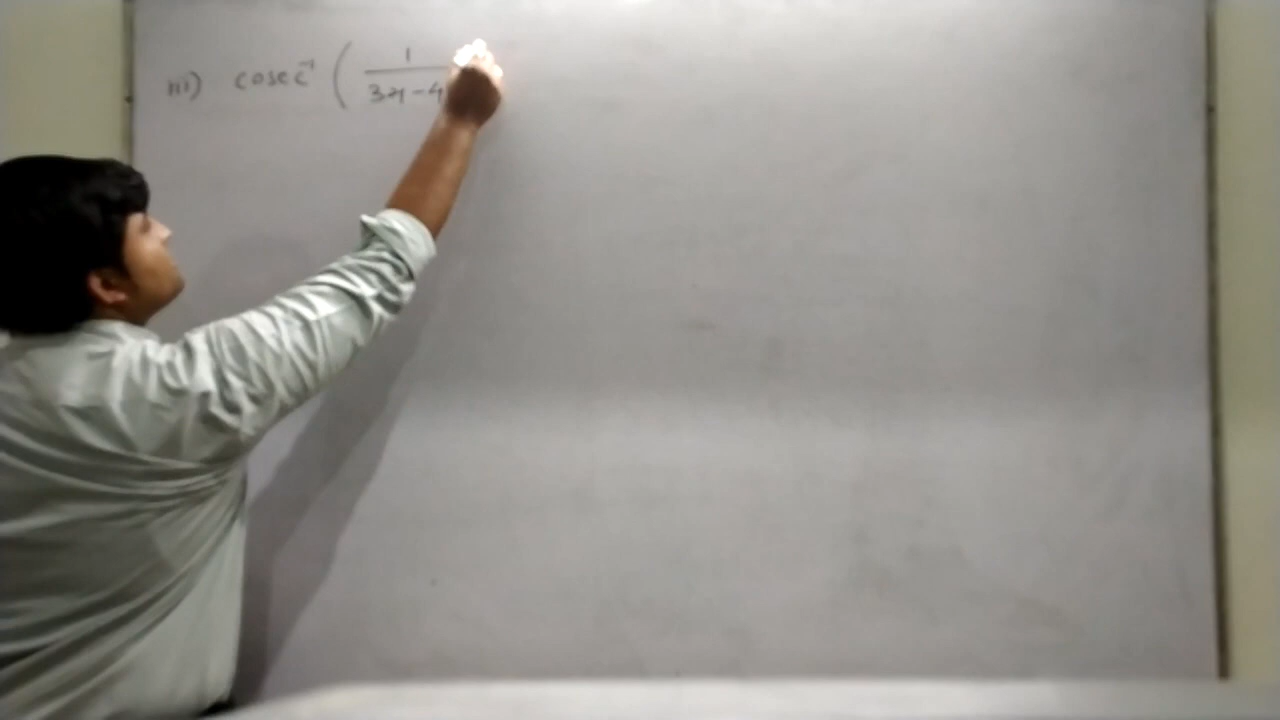 iii) cosec⁻¹ ( 1 / 3x - 4